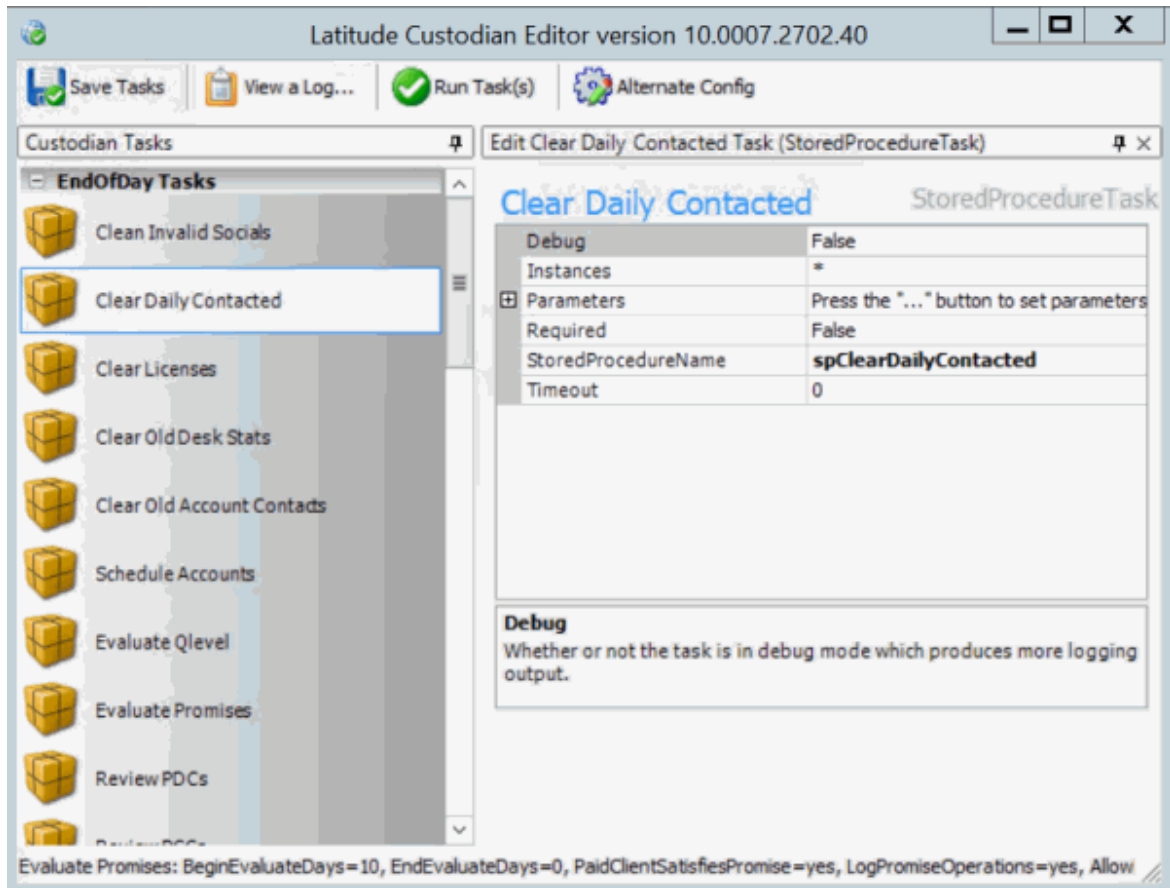 Latitude Custodian Editor version 10.0007.2702.40
Save Tasks View a Log... Run Task(s) Alternate Config
Custodian Tasks
EndOfDay Tasks
Clean Invalid Socials
Clear Daily Contacted
Clear Licenses
Clear Old Desk Stats
Clear Old Account Contacts
Schedule Accounts
Evaluate Qlevel
Evaluate Promises
Review PDCs
Edit Clear Daily Contacted Task (StoredProcedureTask)
Clear Daily Contacted StoredProcedureTask
Debug False
Instances *
Parameters Press the "..." button to set parameters
Required False
StoredProcedureName spClearDailyContacted
Timeout 0
Debug
Whether or not the task is in debug mode which produces more logging
output.
Evaluate Promises: BeginEvaluateDays=10, EndEvaluateDays=0, PaidClientSatisfiesPromise=yes, LogPromiseOperations=yes, Allow